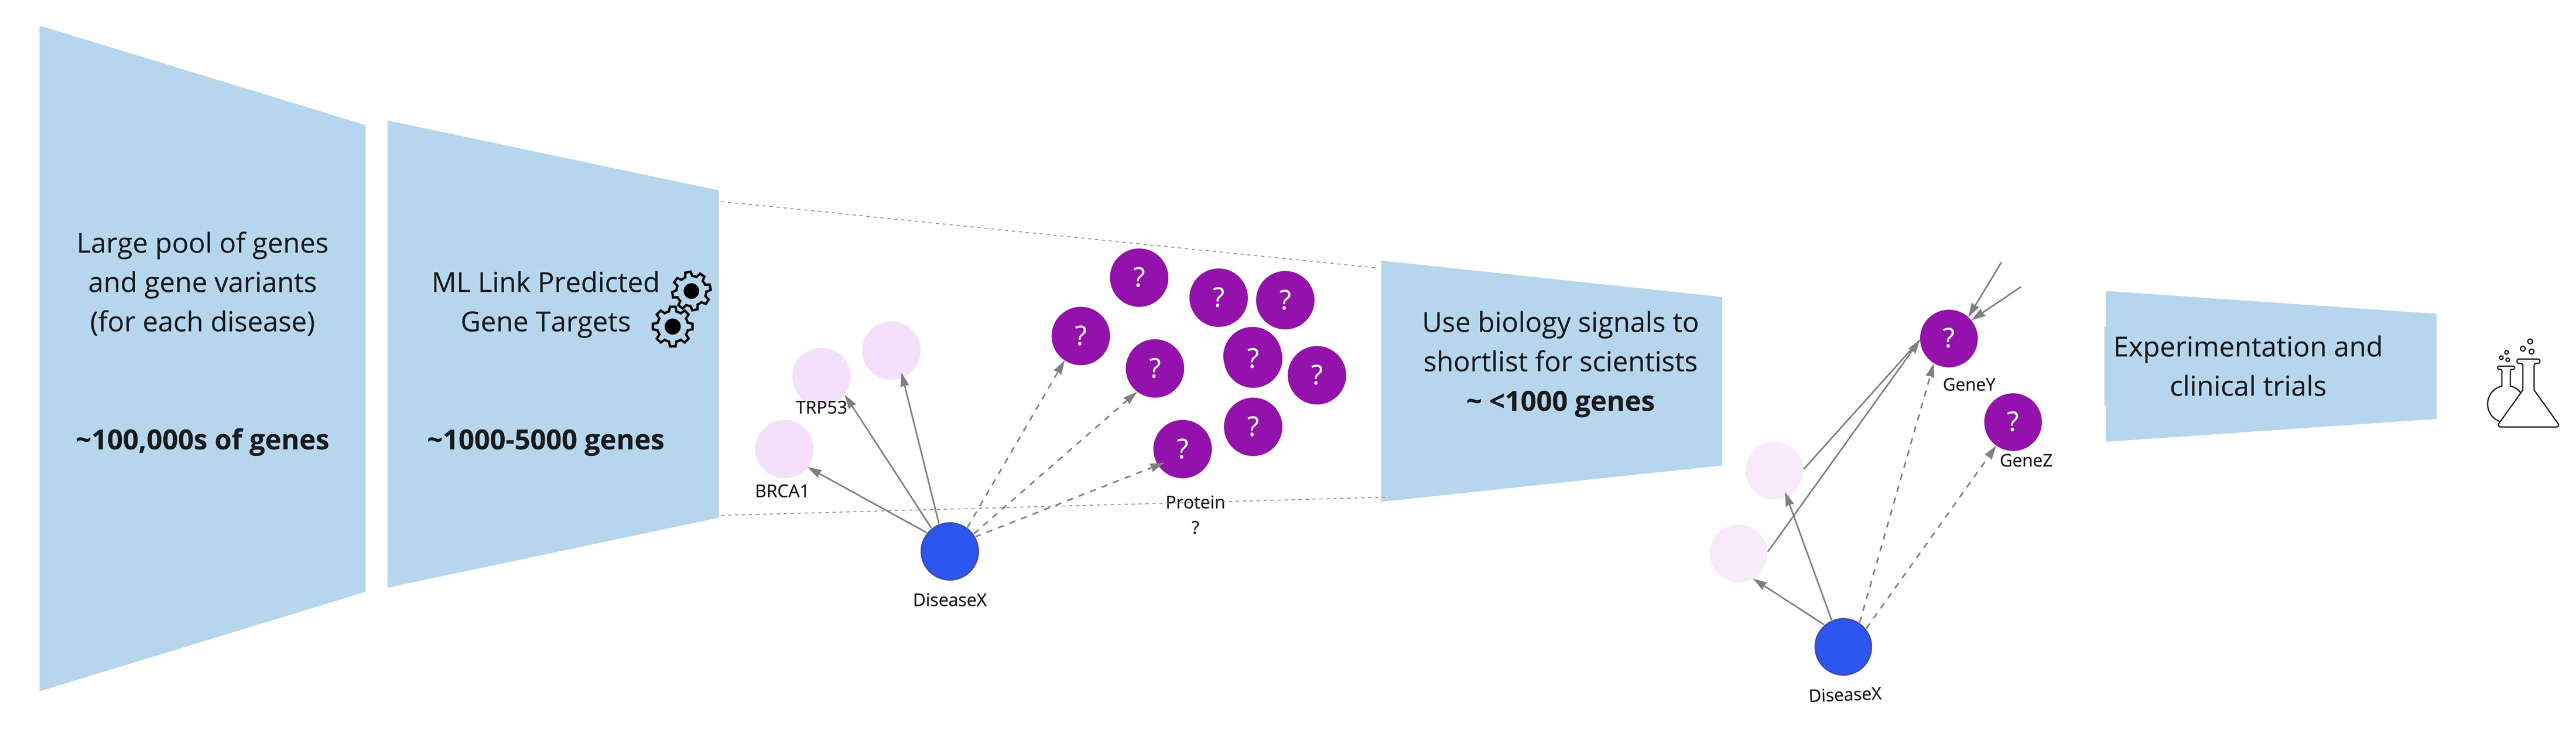 Large pool of genes
and gene variants
(for each disease)
~100,000s of genes
ML Link Predicted
Gene Targets
~1000-5000 genes
TRP53
BRCA1
DiseaseX
?
?
?
?
?
?
?
?
?
?
Protein
?
Use biology signals to
shortlist for scientists
~ <1000 genes
?
GeneY
?
GeneZ
DiseaseX
Experimentation and
clinical trials